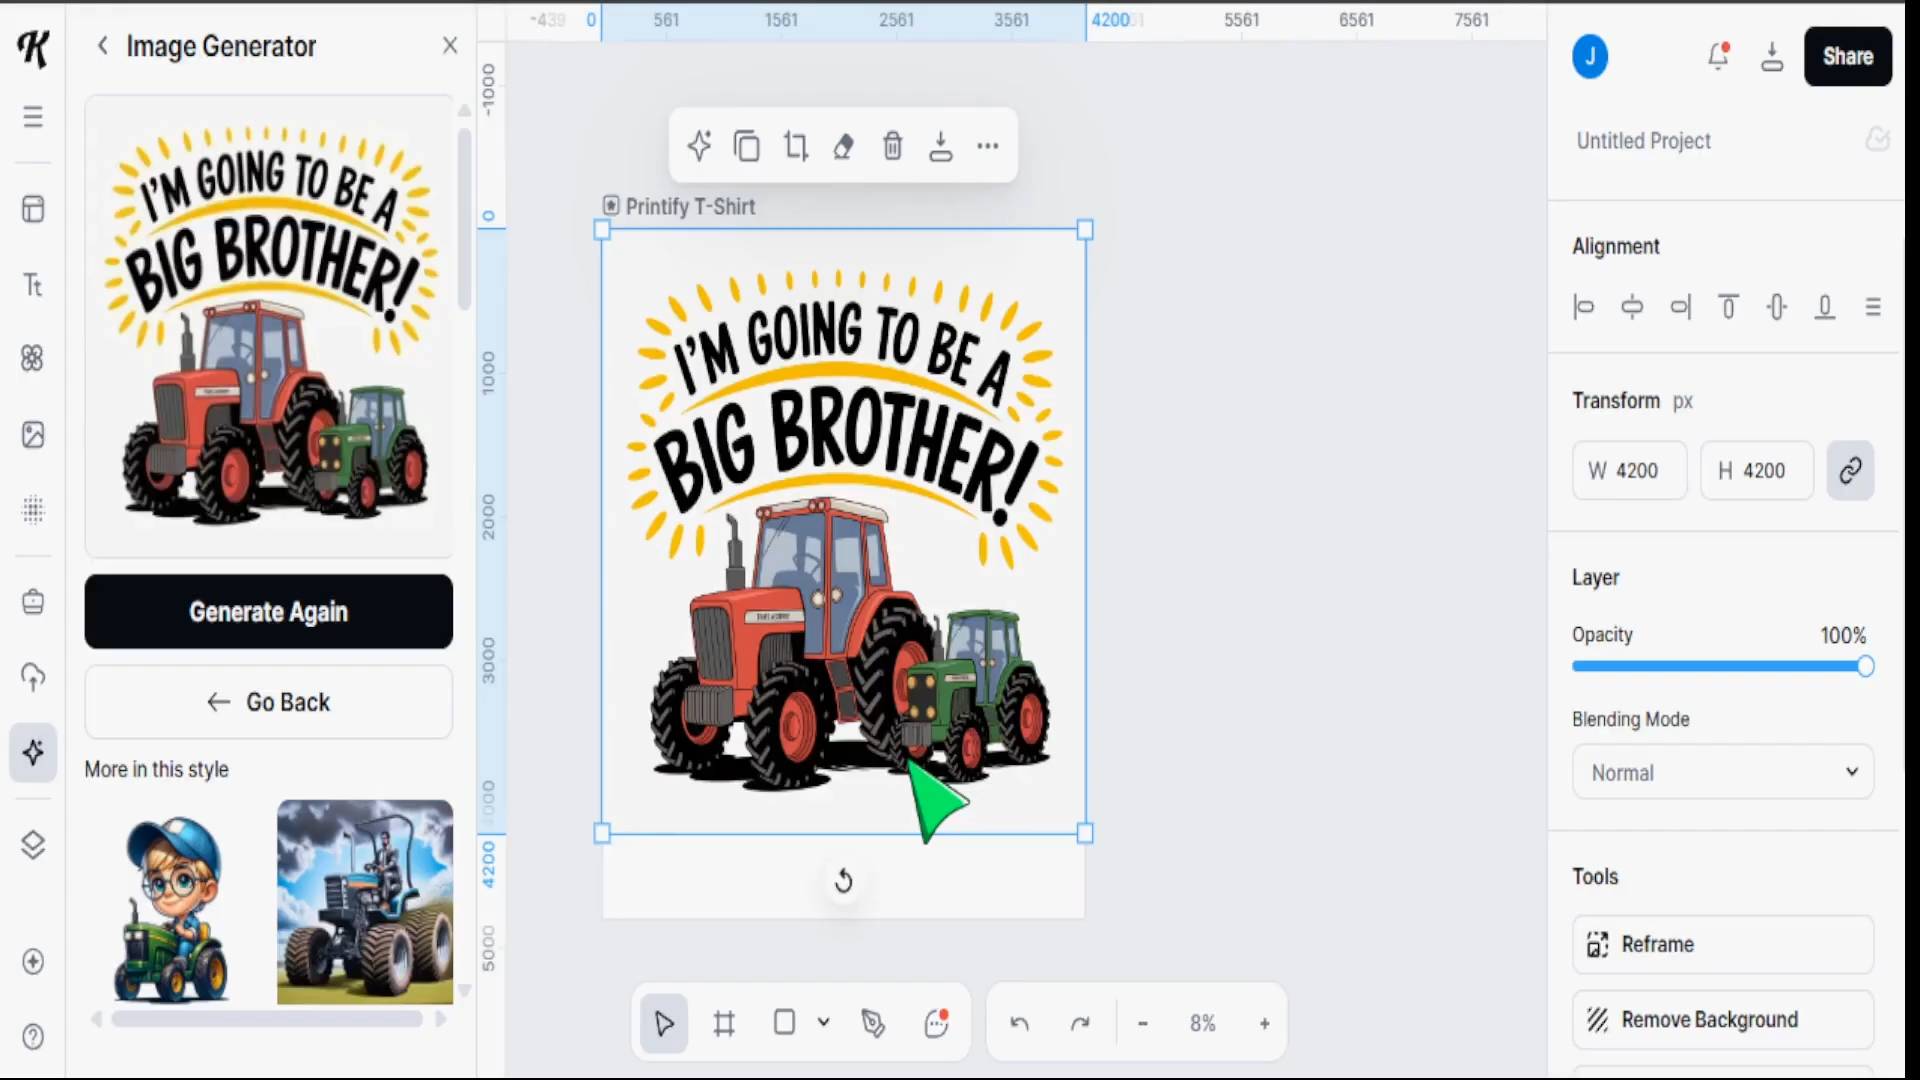 Image Generator
I'M GOING TO BE A
BIG BROTHER!
Generate Again
Go Back
More in this style
-439 0 561 1561 2561 3561 4200 5561 6561 7561
-1000
0
1000
2000
3000
4200
5000
Printify T-Shirt
I'M GOING TO BE A
BIG BROTHER!
8%
J
Share
Untitled Project
Alignment
Transform px
W 4200 H 4200
Layer
Opacity 100%
Blending Mode
Normal
Tools
Reframe
Remove Background